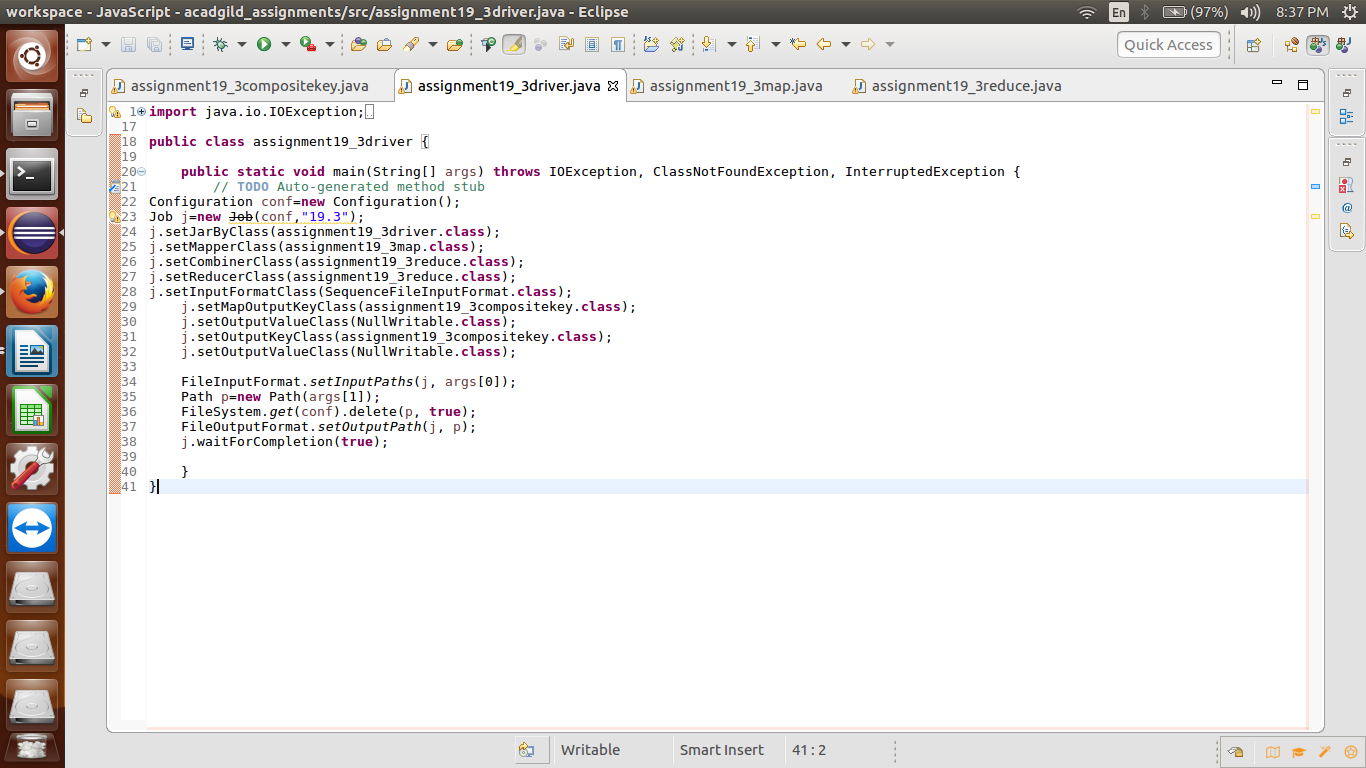 workspace - JavaScript - acadgild_assignments/src/assignment19_3driver.java - Eclipse
En
(97%)
8:37 PM
Quick Access
assignment19_3compositekey.java
assignment19_3driver.java
assignment19_3map.java
assignment19_3reduce.java
1 import java.io.IOException;
17
18 public class assignment19_3driver {
19
20     public static void main(String[] args) throws IOException, ClassNotFoundException, InterruptedException {
21         // TODO Auto-generated method stub
22 Configuration conf=new Configuration();
23 Job j=new Job(conf,"19.3");
24 j.setJarByClass(assignment19_3driver.class);
25 j.setMapperClass(assignment19_3map.class);
26 j.setCombinerClass(assignment19_3reduce.class);
27 j.setReducerClass(assignment19_3reduce.class);
28 j.setInputFormatClass(SequenceFileInputFormat.class);
29     j.setMapOutputKeyClass(assignment19_3compositekey.class);
30     j.setOutputValueClass(NullWritable.class);
31     j.setOutputKeyClass(assignment19_3compositekey.class);
32     j.setOutputValueClass(NullWritable.class);
33
34     FileInputFormat.setInputPaths(j, args[0]);
35     Path p=new Path(args[1]);
36     FileSystem.get(conf).delete(p, true);
37     FileOutputFormat.setOutputPath(j, p);
38     j.waitForCompletion(true);
39
40     }
41 }
Writable
Smart Insert
41 : 2